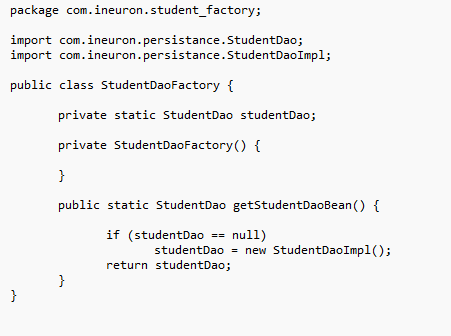 package com.ineuron.student_factory;

import com.ineuron.persistance.StudentDao;
import com.ineuron.persistance.StudentDaoImpl;

public class StudentDaoFactory {

	private static StudentDao studentDao;

	private StudentDaoFactory() {

	}

	public static StudentDao getStudentDaoBean() {

		if (studentDao == null)
			studentDao = new StudentDaoImpl();
		return studentDao;
	}
}